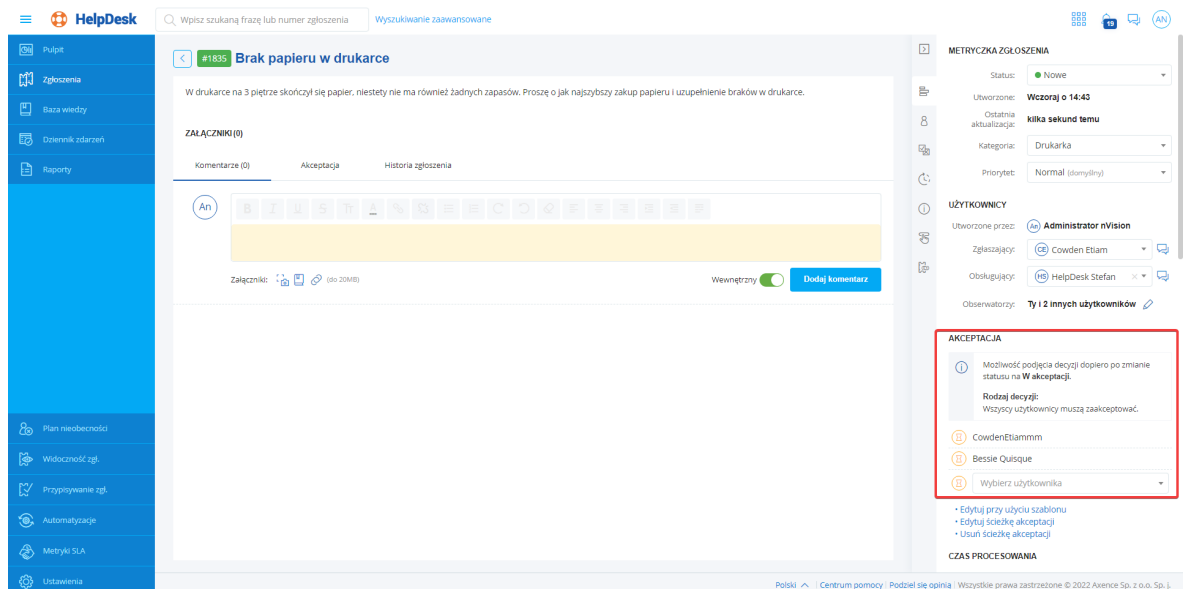 HelpDesk
Wpisz szukaną frazę lub numer zgłoszenia
Wyszukiwanie zaawansowane
19
AN
Pulpit
Zgłoszenia
Baza wiedzy
Dziennik zdarzeń
Raporty
Plan nieobecności
Widoczność zgł.
Przypisywanie zgł.
Automatyzacje
Metryki SLA
Ustawienia
#1835 Brak papieru w drukarce
W drukarce na 3 piętrze skończył się papier, niestety nie ma również żadnych zapasów. Proszę o jak najszybszy zakup papieru i uzupełnienie braków w drukarce.
ZAŁĄCZNIKI (0)
Komentarze (0) Akceptacja Historia zgłoszenia
An
Załączniki: (do 20MB)
Wewnętrzny Dodaj komentarz
METRYCZKA ZGŁOSZENIA
Status: Nowe
Utworzone: Wczoraj o 14:43
Ostatnia aktualizacja: kilka sekund temu
Kategoria: Drukarka
Priorytet: Normal (domyślny)
UŻYTKOWNICY
Utworzone przez: An Administrator nVision
Zgłaszający: CE Cowden Etiam
Obsługujący: HS HelpDesk Stefan
Obserwatorzy: Ty i 2 innych użytkowników
AKCEPTACJA
Możliwość podjęcia decyzji dopiero po zmianie
statusu na W akceptacji.
Rodzaj decyzji:
Wszyscy użytkownicy muszą zaakceptować.
CowdenEtiammm
Bessie Quisque
Wybierz użytkownika
• Edytuj przy użyciu szablonu
• Edytuj ścieżkę akceptacji
• Usuń ścieżkę akceptacji
CZAS PROCESOWANIA
Polski | Centrum pomocy | Podziel się opinią | Wszystkie prawa zastrzeżone © 2022 Axence Sp. z o.o. Sp. j.